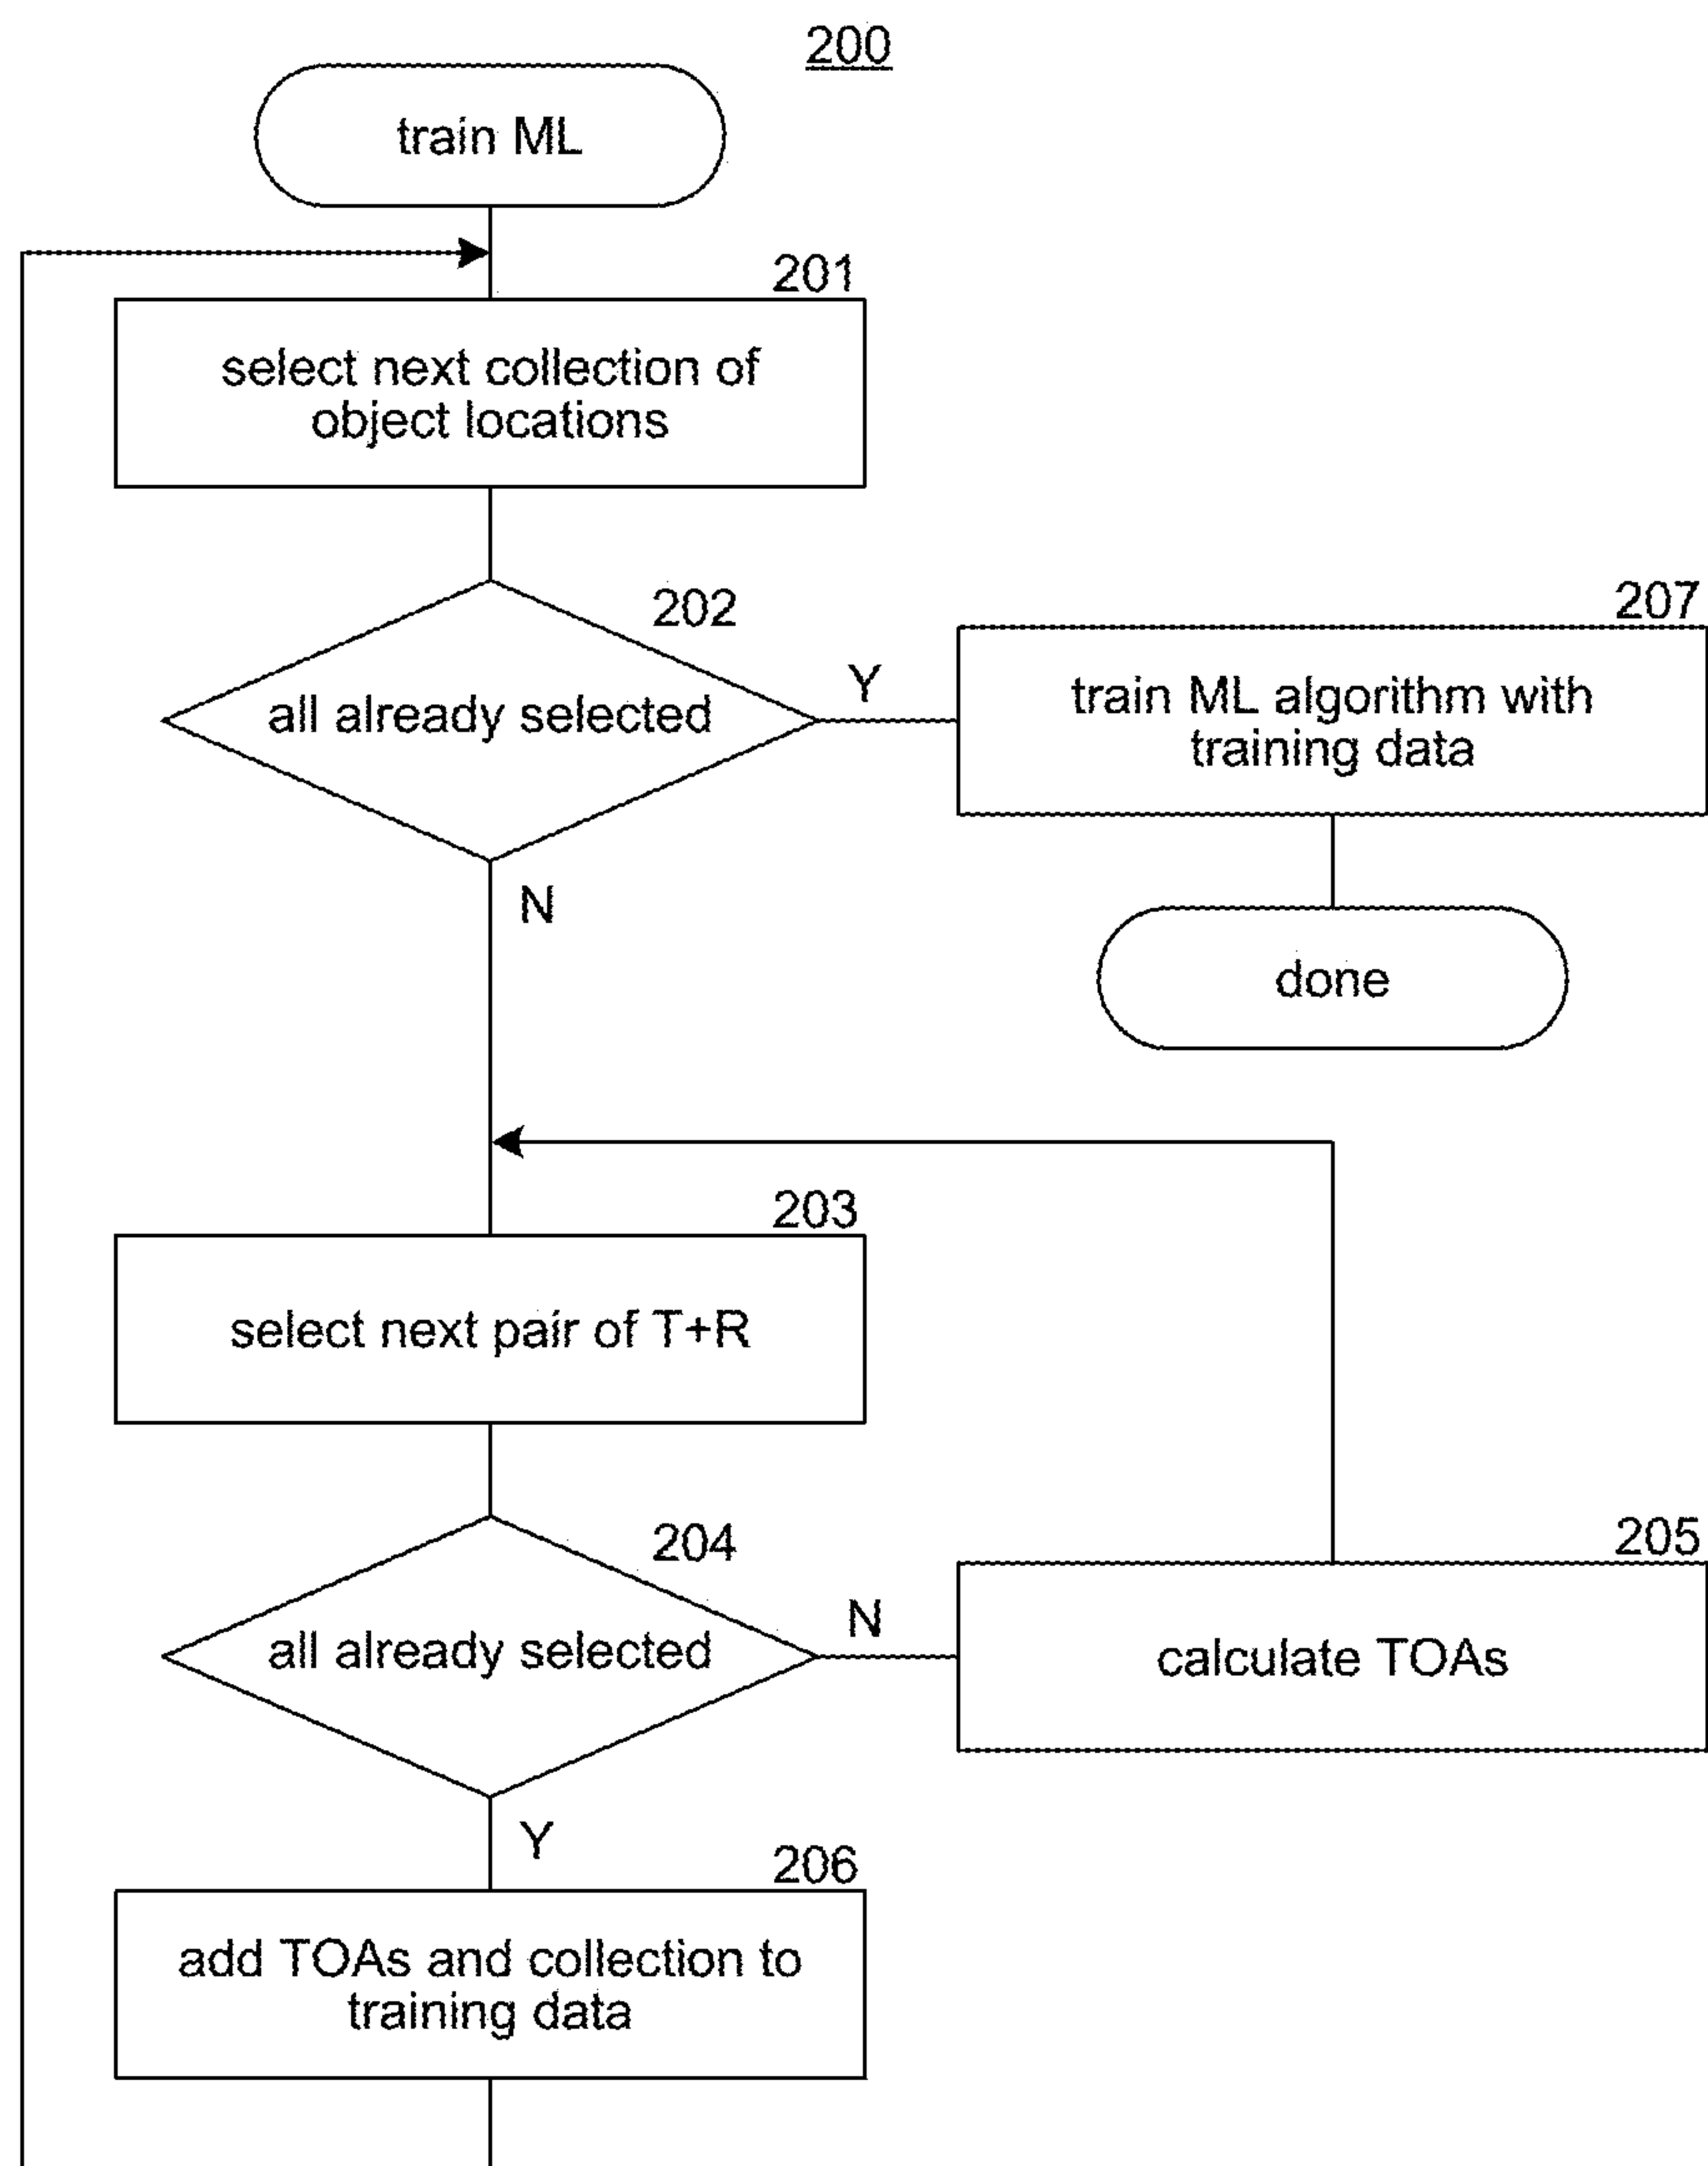 200
train ML
201
select next collection of
object locations
202
all already selected
Y
N
207
train ML algorithm with
training data
done
203
select next pair of T+R
204
all already selected
N
Y
205
calculate TOAs
206
add TOAs and collection to
training data